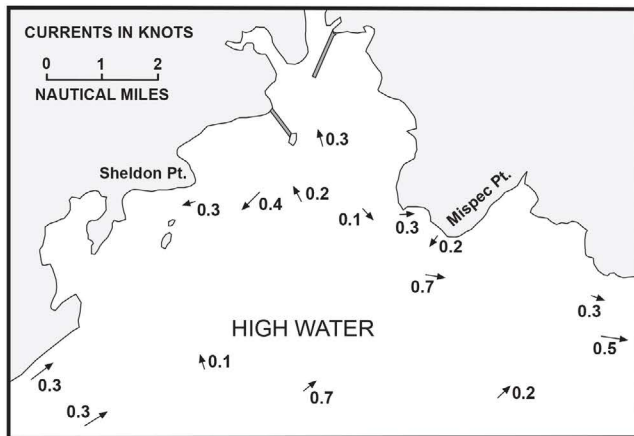 CURRENTS IN KNOTS
0 1 2
NAUTICAL MILES
0.3
Sheldon Pt.
Mispec Pt.
0.3
0.4
0.2
0.1
0.3
0.2
0.7
0.3
HIGH WATER
0.5
0.1
0.3
0.7
0.2
0.3